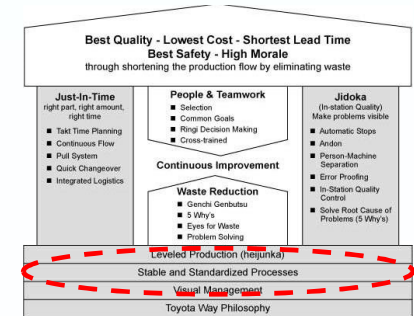 Best Quality - Lowest Cost - Shortest Lead Time
Best Safety - High Morale
through shortening the production flow by eliminating waste
Just-In-Time
right part, right amount,
right time
■ Takt Time Planning
■ Continuous Flow
■ Pull System
■ Quick Changeover
■ Integrated Logistics
People & Teamwork
■ Selection
■ Common Goals
■ Ringi Decision Making
■ Cross-trained
Continuous Improvement
Waste Reduction
■ Genchi Genbutsu
■ 5 Why's
■ Eyes for Waste
■ Problem Solving
Jidoka
(In-station Quality)
Make problems visible
■ Automatic Stops
■ Andon
■ Person-Machine
Separation
■ Error Proofing
■ In-Station Quality
Control
■ Solve Root Cause of
Problems (5 Why's)
Leveled Production (heijunka)
Stable and Standardized Processes
Visual Management
Toyota Way Philosophy